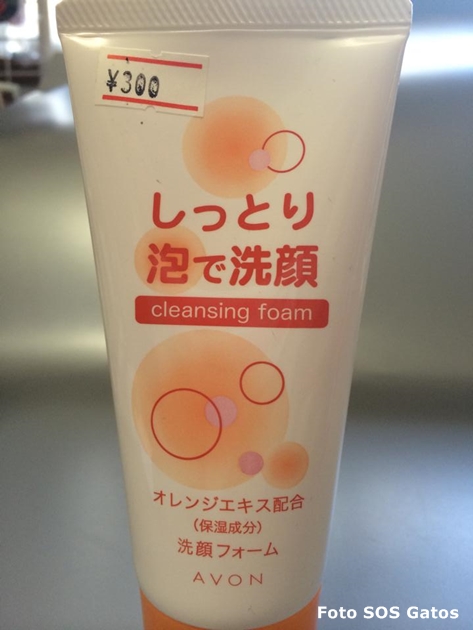 ¥300
しっとり
泡で洗顔
cleansing foam
オレンジエキス配合
(保湿成分)
洗顔フォーム
AVON
Foto SOS Gatos